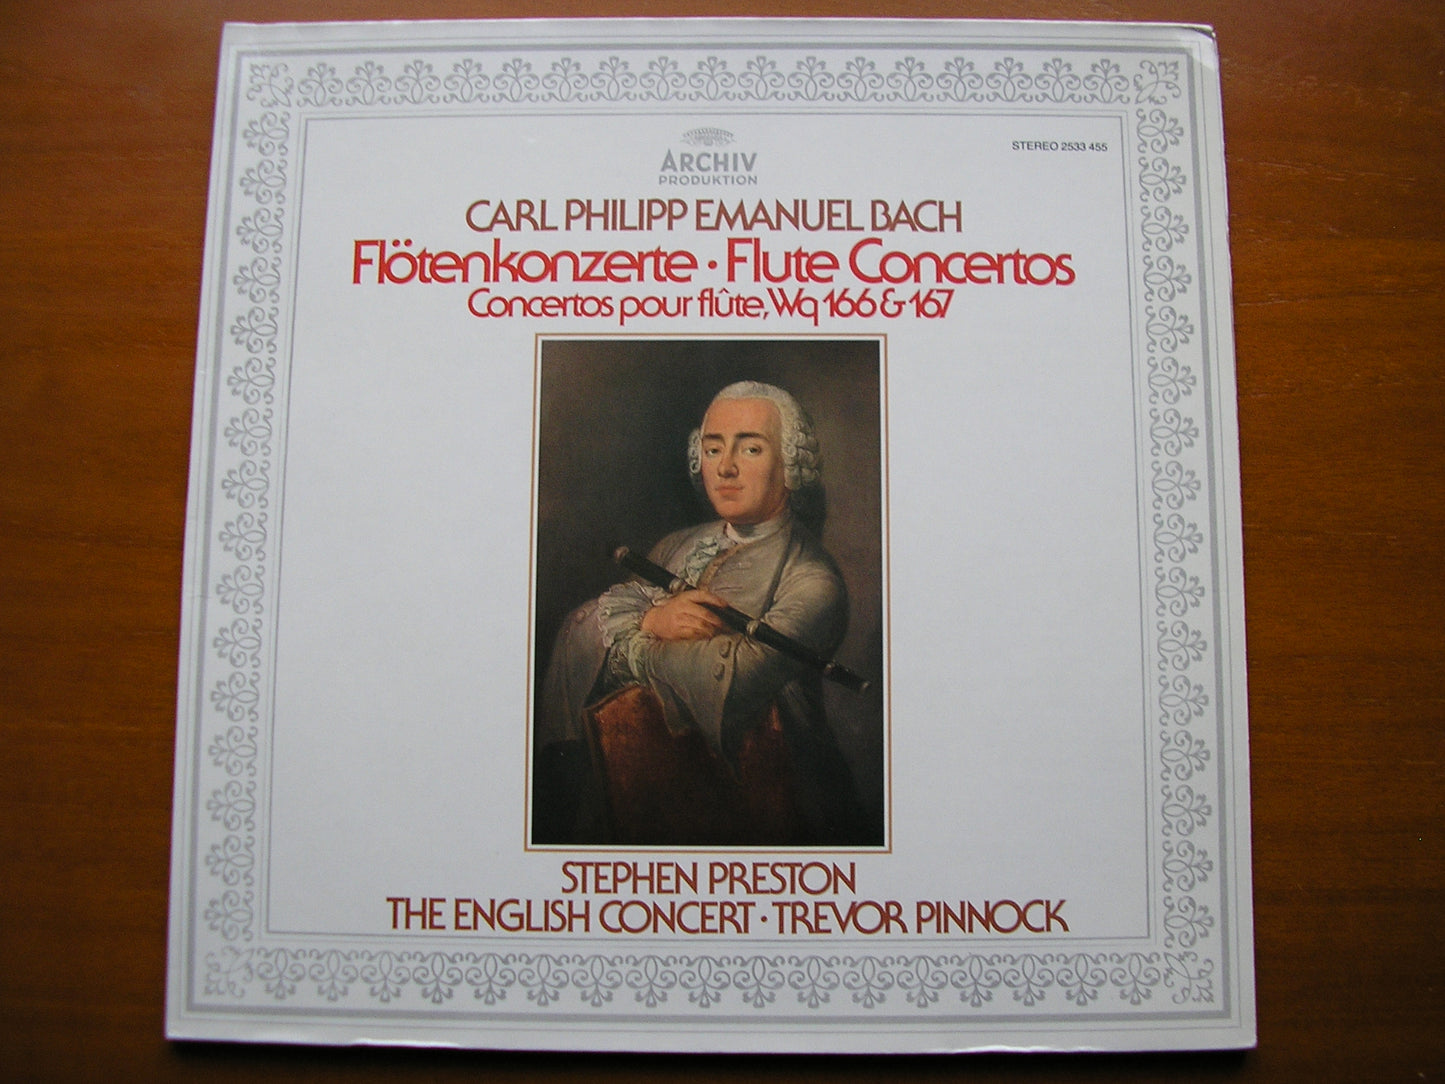 STEREO 2533 455
ARCHIV
PRODUKTION
CARL PHILIPP EMANUEL BACH
Flötenkonzerte · Flute Concertos
Concertos pour flûte, Wq 166 & 167
STEPHEN PRESTON
THE ENGLISH CONCERT · TREVOR PINNOCK